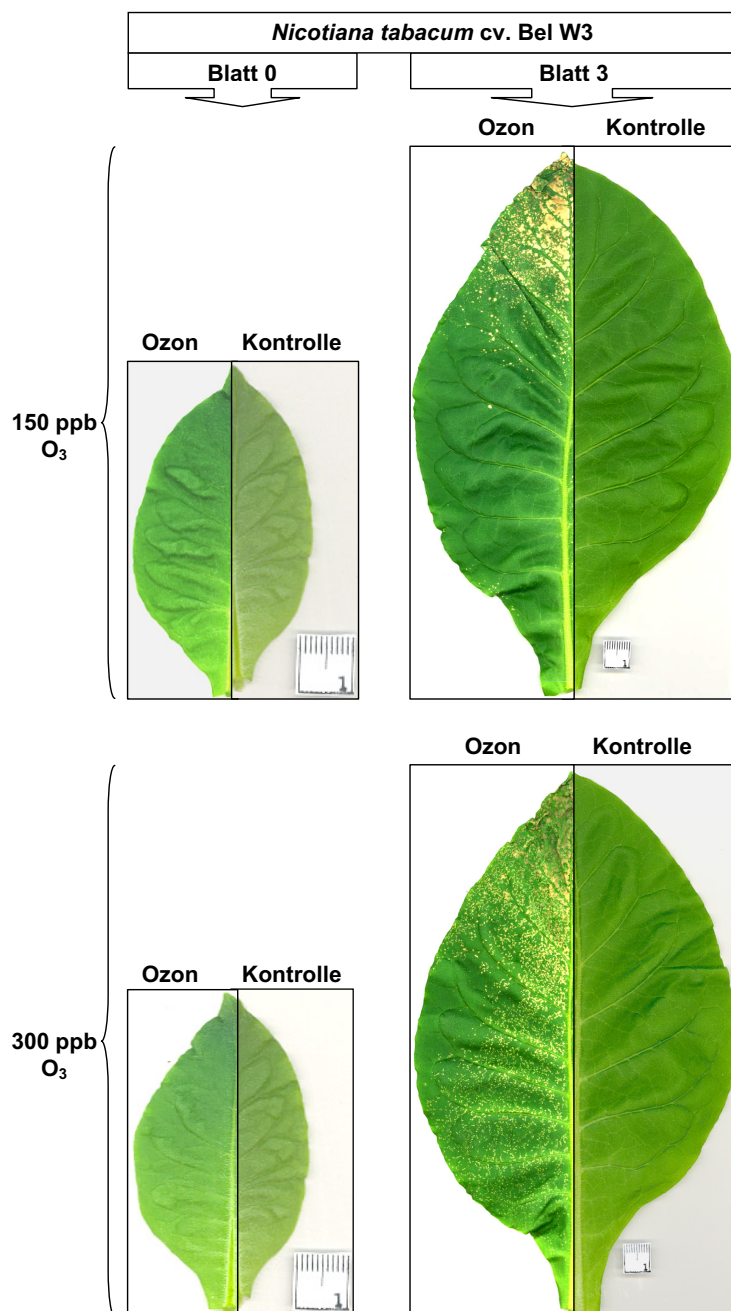 Nicotiana tabacum cv. Bel W3
Blatt 0
Blatt 3
Ozon Kontrolle
Ozon Kontrolle
150 ppb
O₃
1
1
Ozon Kontrolle
Ozon Kontrolle
300 ppb
O₃
1
1